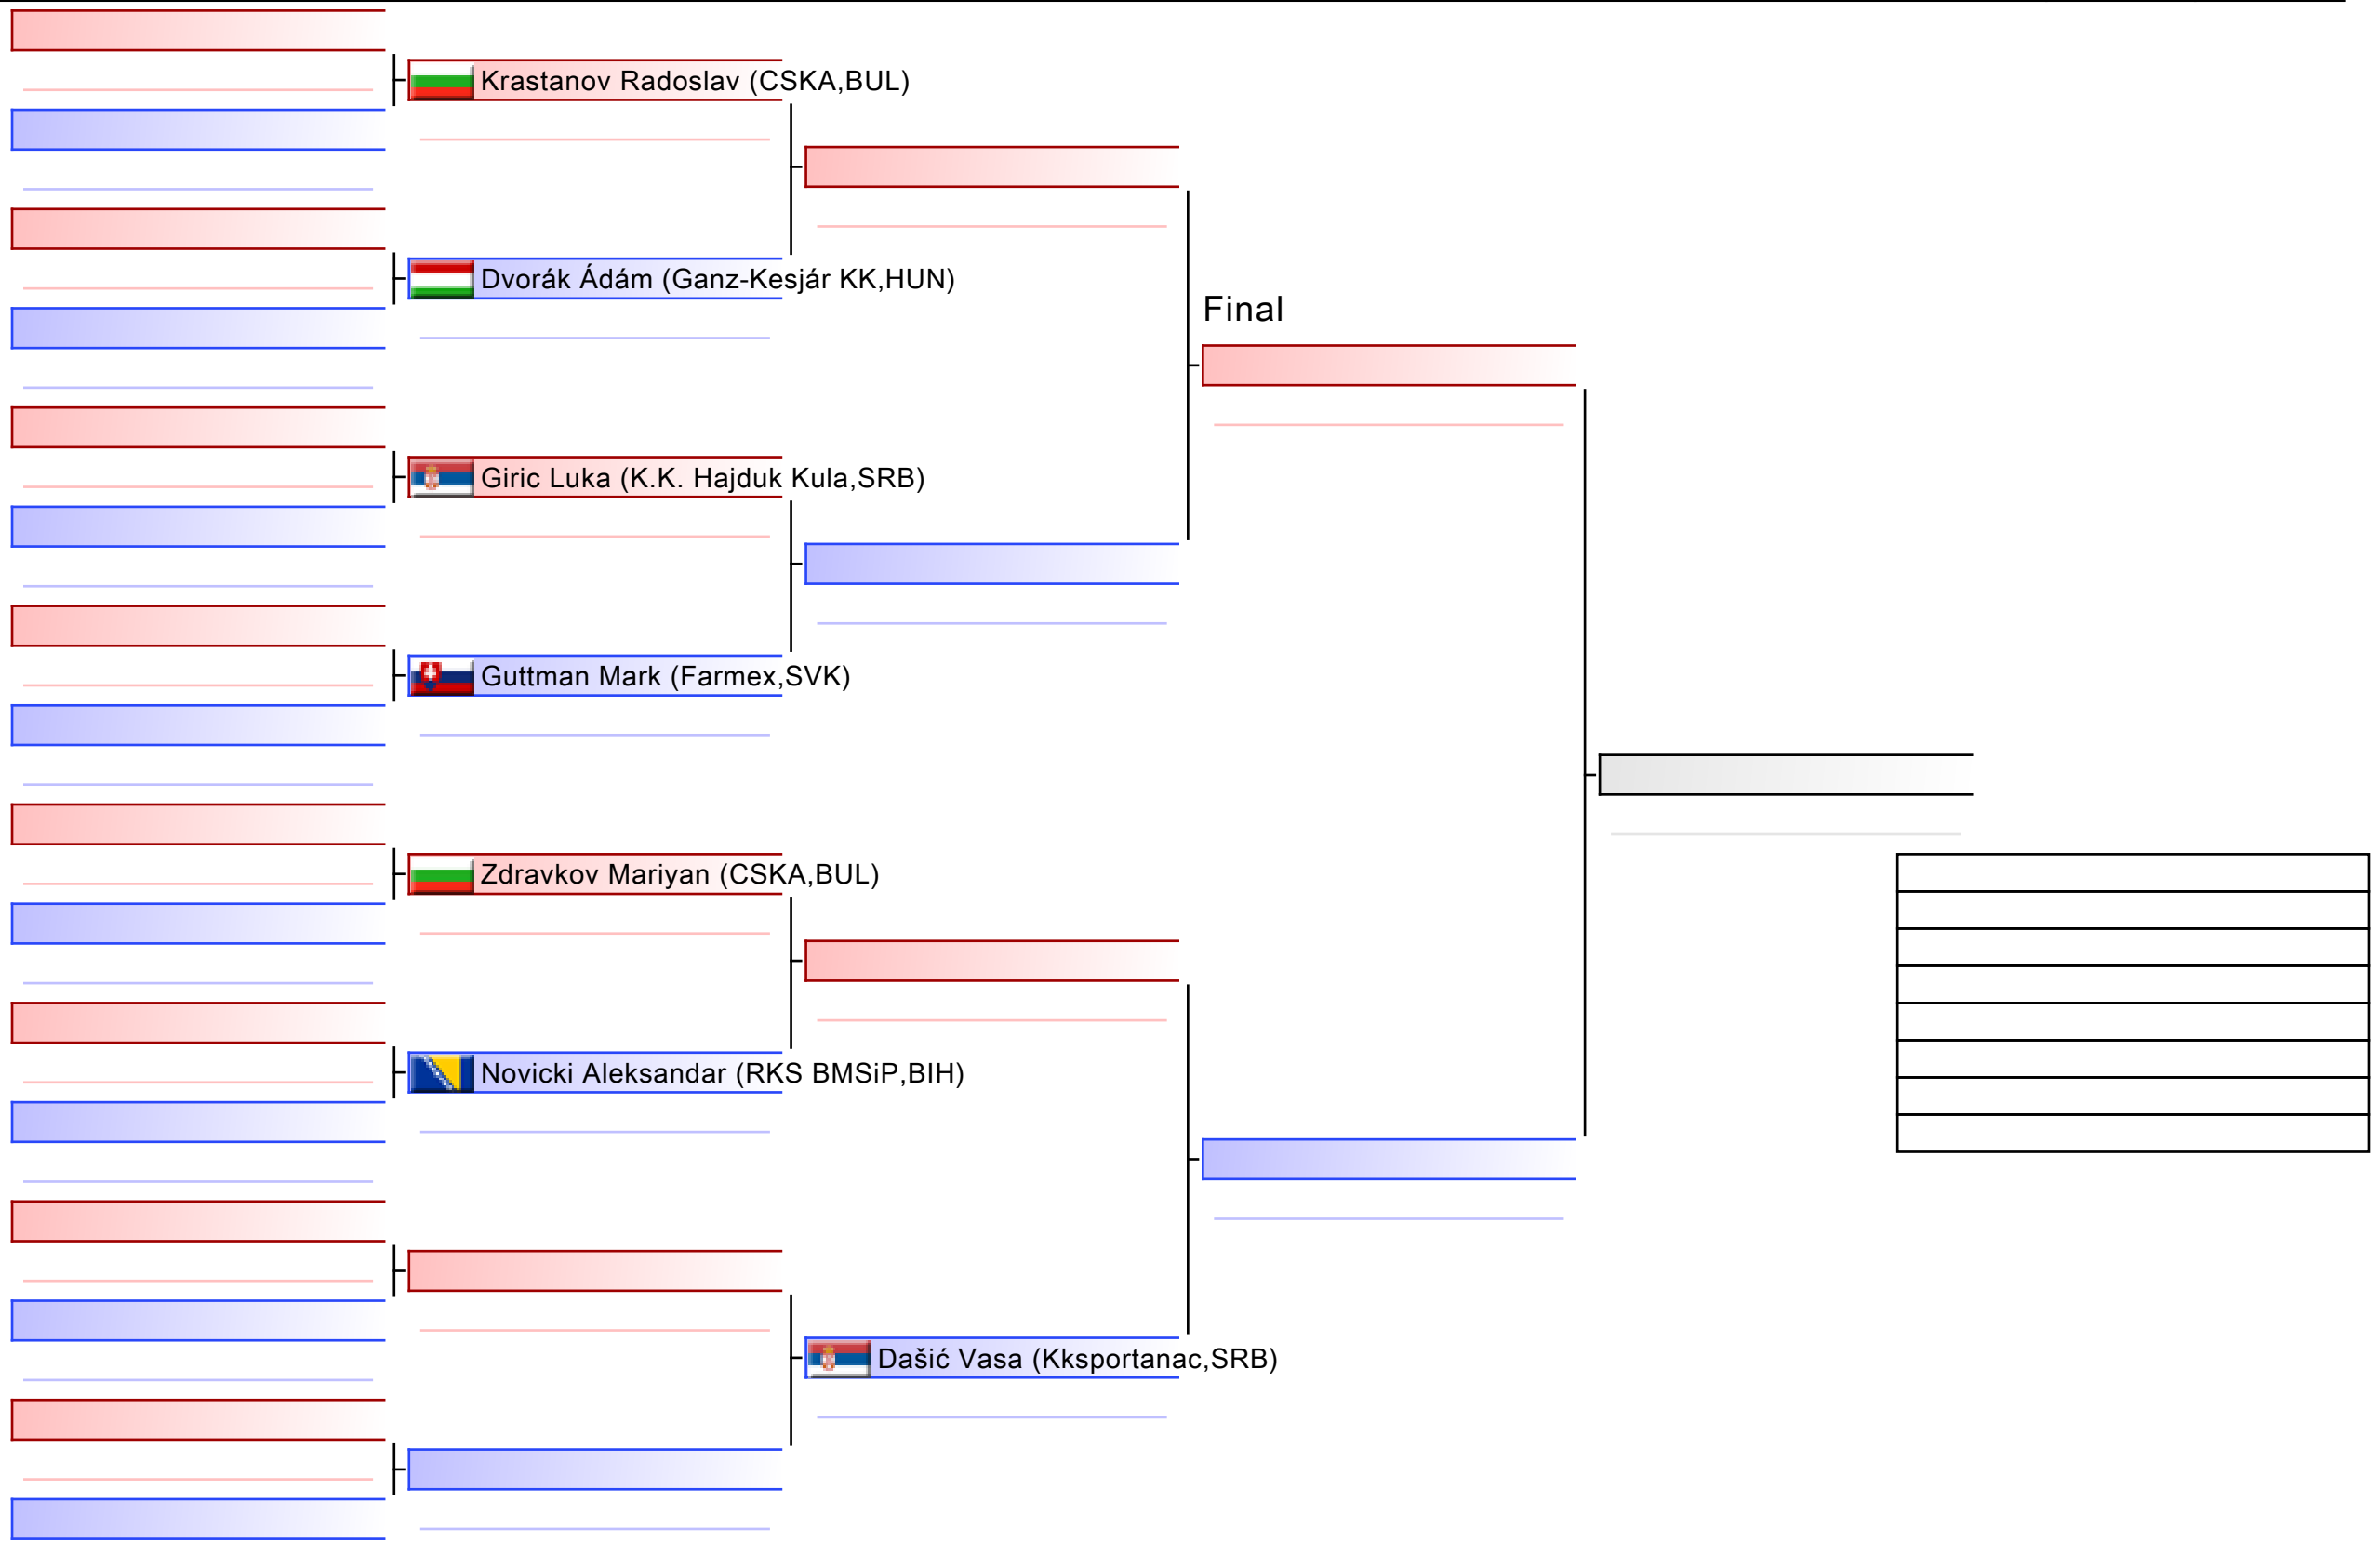 Krastanov Radoslav (CSKA,BUL)
Dvorák Ádám (Ganz-Kesjár KK,HUN)
Final
Giric Luka (K.K. Hajduk Kula,SRB)
Guttman Mark (Farmex,SVK)
Zdravkov Mariyan (CSKA,BUL)
Novicki Aleksandar (RKS BMSiP,BIH)
Dašić Vasa (Kksportanac,SRB)